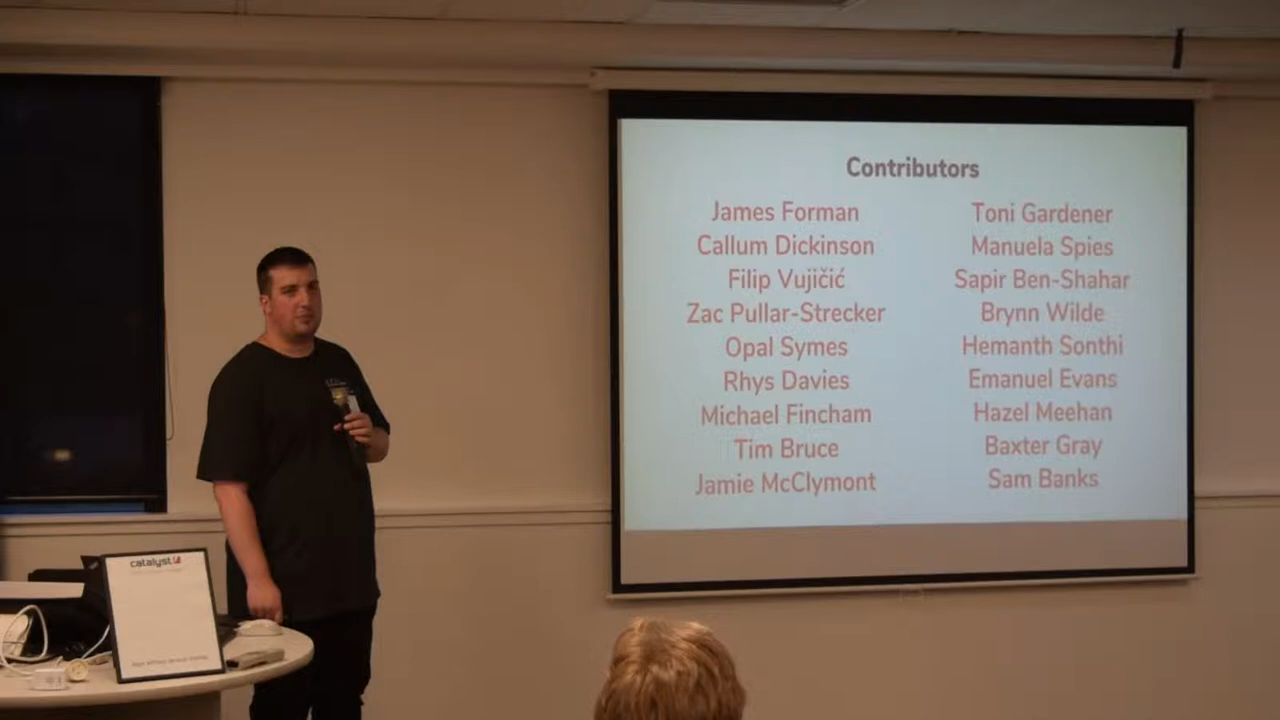 Contributors
James Forman
Callum Dickinson
Filip Vujičić
Zac Pullar-Strecker
Opal Symes
Rhys Davies
Michael Fincham
Tim Bruce
Jamie McClymont
Toni Gardener
Manuela Spies
Sapir Ben-Shahar
Brynn Wilde
Hemanth Sonthi
Emanuel Evans
Hazel Meehan
Baxter Gray
Sam Banks
catalyst